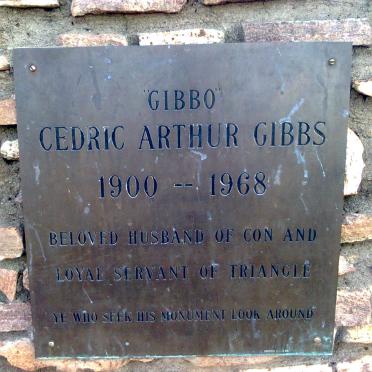 "GIBBO"
CEDRIC ARTHUR GIBBS
1900 -- 1968
BELOVED HUSBAND OF CON AND
LOYAL SERVANT OF TRIANGLE
YE WHO SEEK HIS MONUMENT LOOK AROUND